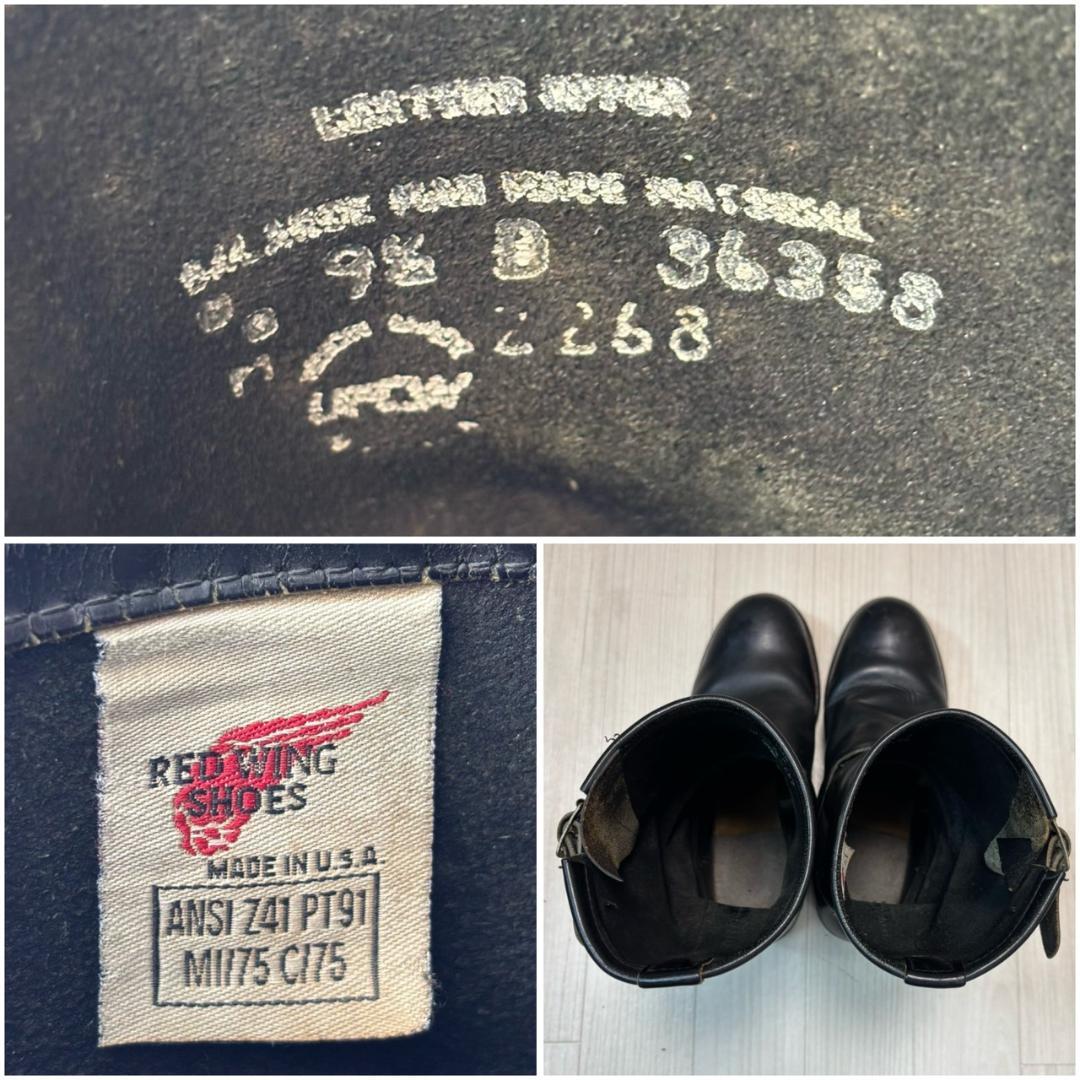 LEATHER UPPER
BALANCE MAN MADE MATERIAL
9½ D 36358
2268
RED WING
SHOES
MADE IN U.S.A.
ANSI Z41 PT91
MI/75 C/75